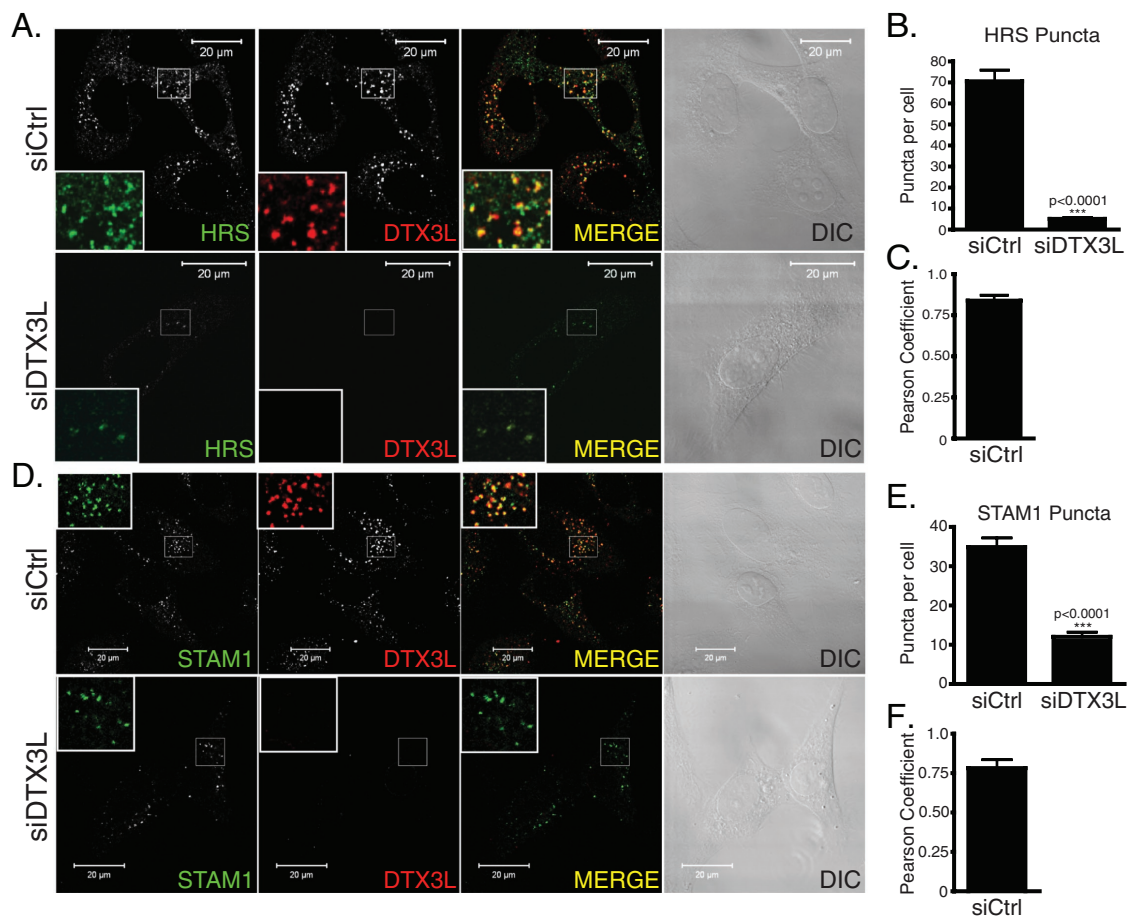 A.
siCtrl
20 µm
20 µm
20 µm
20 µm
HRS
DTX3L
MERGE
DIC
siDTX3L
20 µm
20 µm
20 µm
20 µm
HRS
DTX3L
MERGE
DIC
B.
HRS Puncta
Puncta per cell
80
70
60
50
40
30
20
10
0
p<0.0001
***
siCtrl
siDTX3L
C.
Pearson Coefficient
1.0
0.75
0.50
0.25
siCtrl
D.
siCtrl
20 µm
20 µm
20 µm
20 µm
STAM1
DTX3L
MERGE
DIC
siDTX3L
20 µm
20 µm
20 µm
20 µm
STAM1
DTX3L
MERGE
DIC
E.
STAM1 Puncta
Puncta per cell
40
30
20
10
0
p<0.0001
***
siCtrl
siDTX3L
F.
Pearson Coefficient
1.0
0.75
0.50
0.25
0
siCtrl